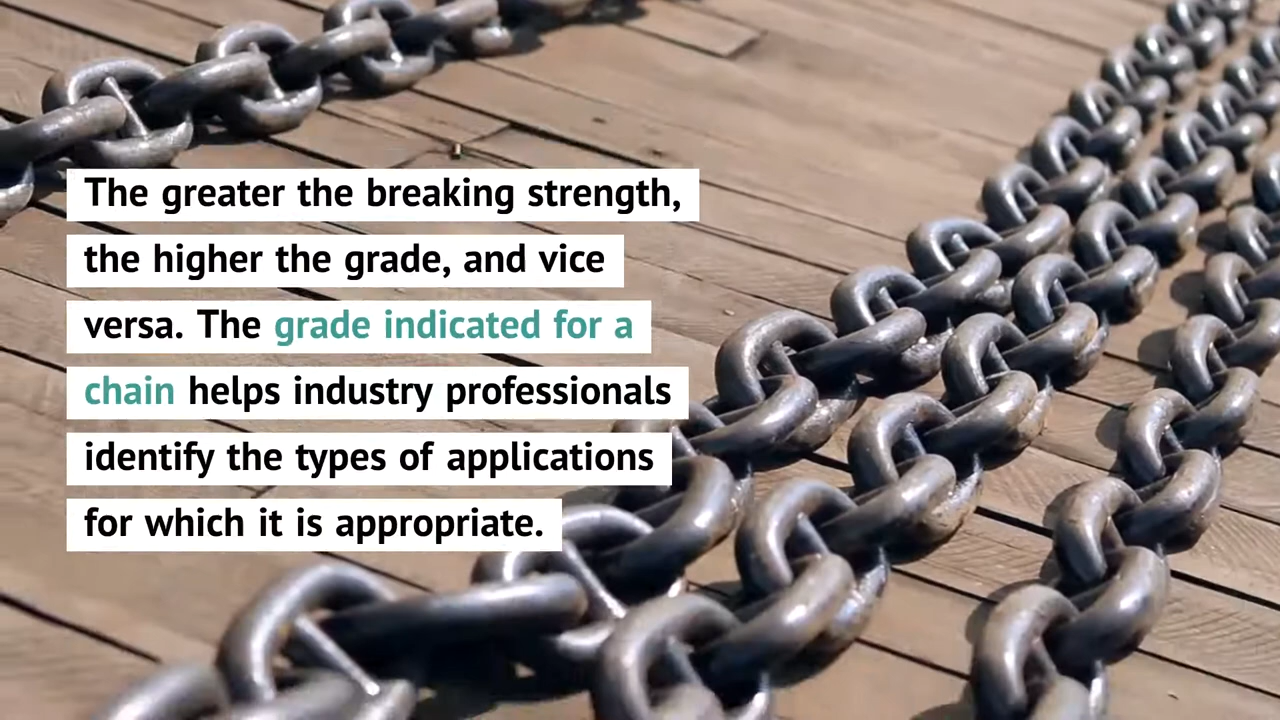 The greater the breaking strength,
the higher the grade, and vice
versa. The grade indicated for a
chain helps industry professionals
identify the types of applications
for which it is appropriate.